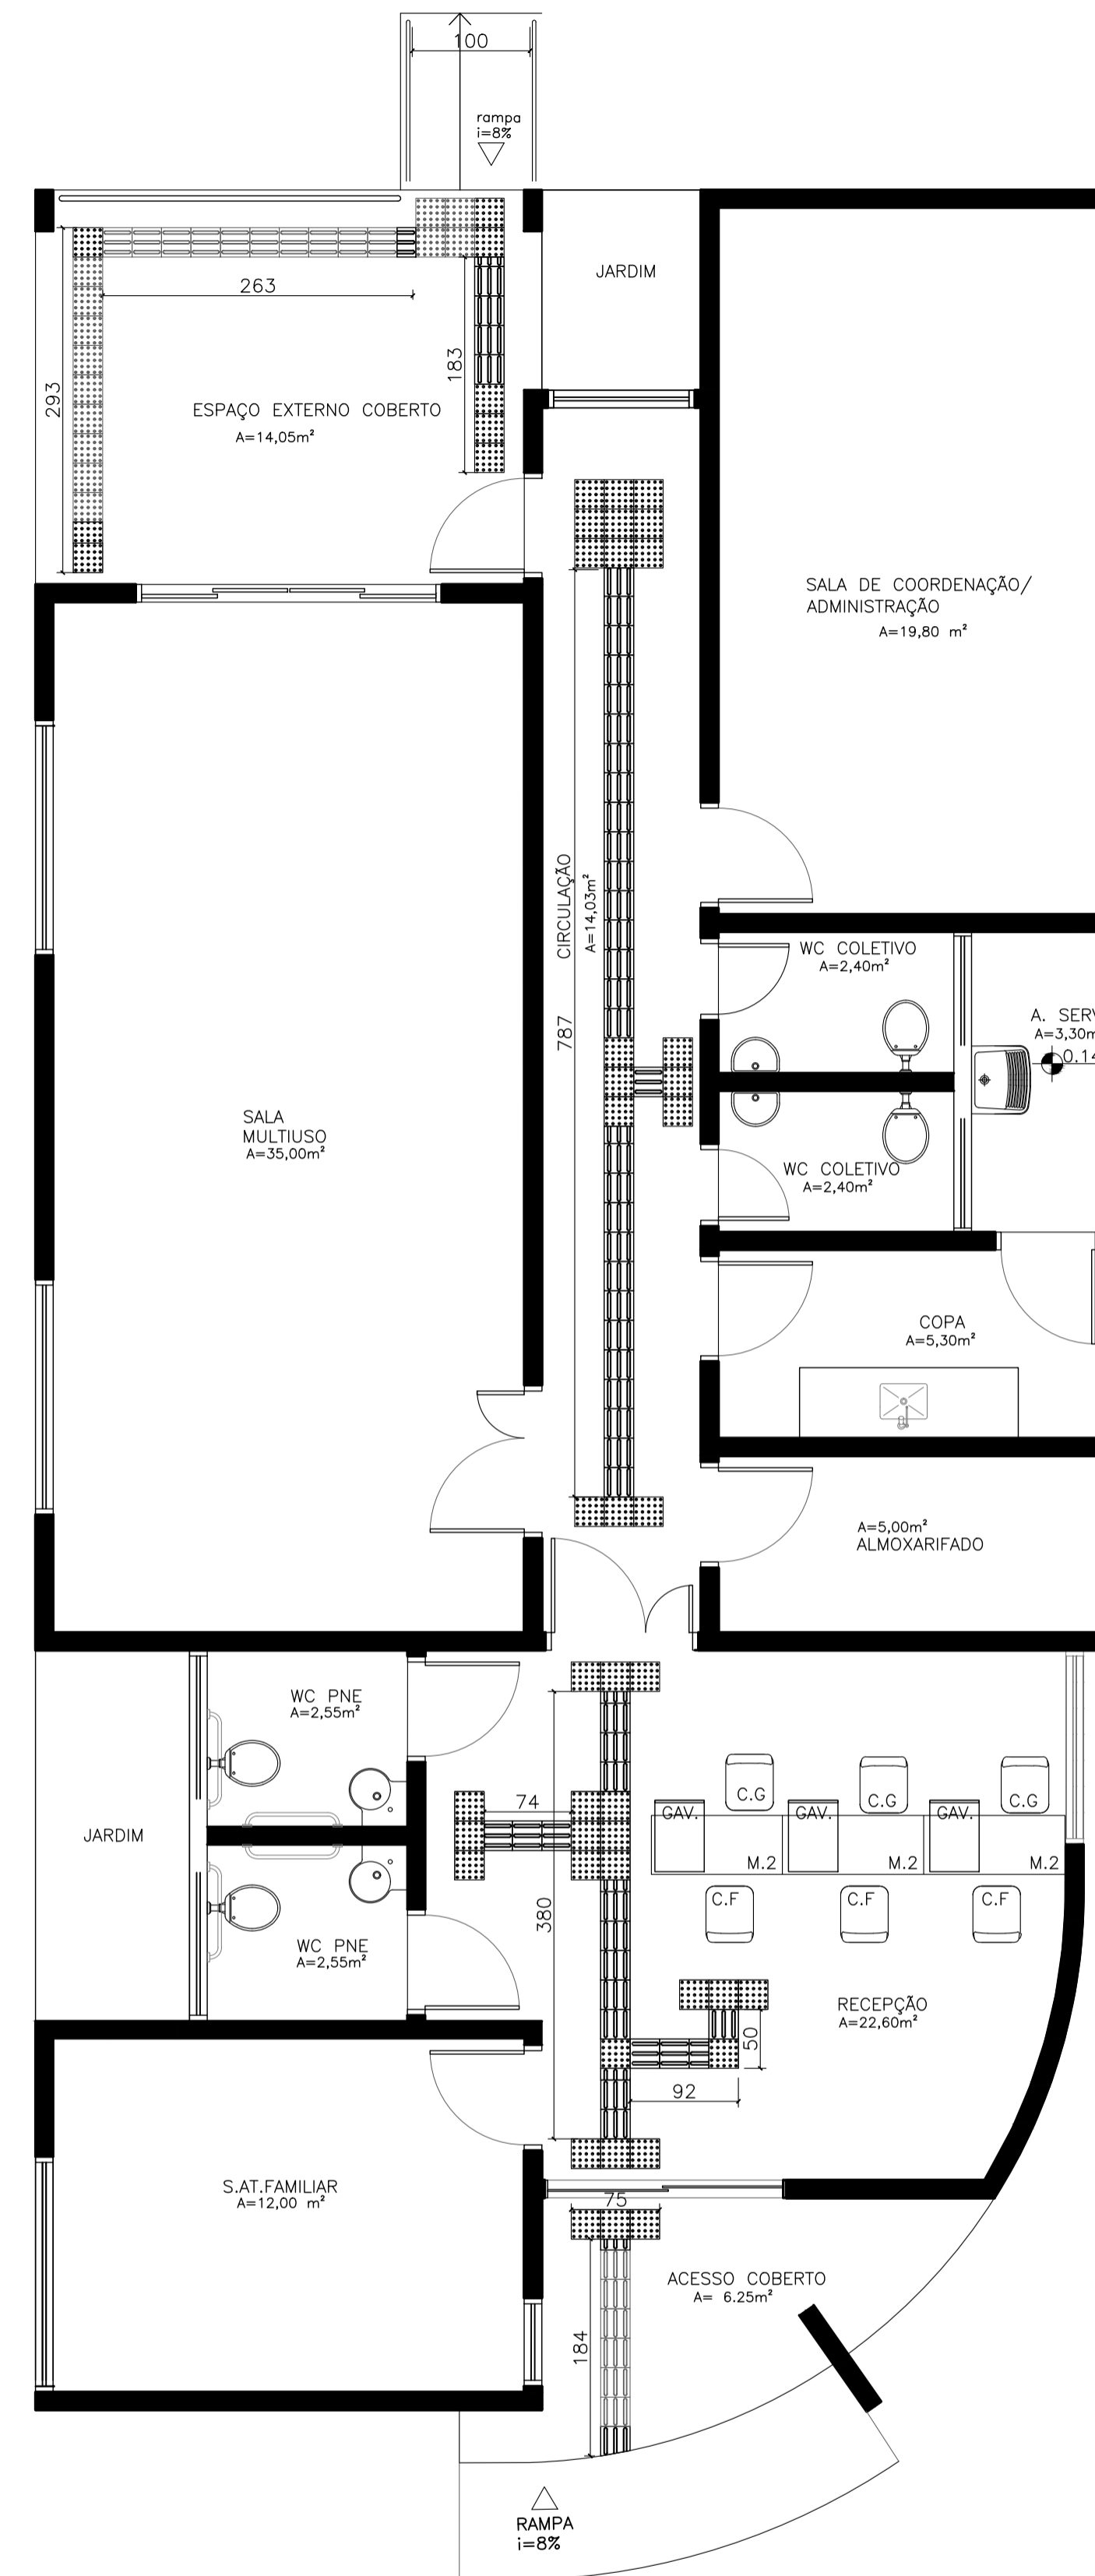 100
rampa
i=8%
JARDIM
263
293
183
ESPAÇO EXTERNO COBERTO
A=14,05m²
SALA DE COORDENAÇÃO/
ADMINISTRAÇÃO
A=19,80 m²
CIRCULAÇÃO
A=14,03m²
787
WC COLETIVO
A=2,40m²
A. SERV
A=3,30m
0.14
SALA
MULTIUSO
A=35,00m²
WC COLETIVO
A=2,40m²
COPA
A=5,30m²
A=5,00m²
ALMOXARIFADO
WC PNE
A=2,55m²
74
JARDIM
C.G
C.G
C.G
GAV.
GAV.
GAV.
M.2
M.2
M.2
C.F
C.F
C.F
380
WC PNE
A=2,55m²
RECEPÇÃO
A=22,60m²
50
92
S.AT.FAMILIAR
A=12,00 m²
75
ACESSO COBERTO
A= 6.25m²
184
RAMPA
i=8%